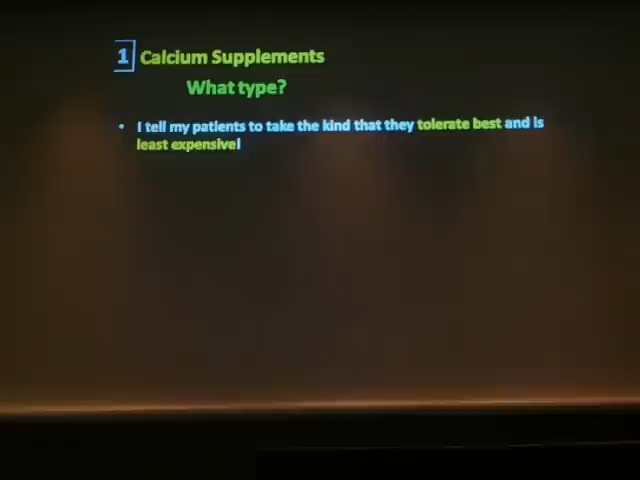 1 Calcium Supplements
What type?
• I tell my patients to take the kind that they tolerate best and is
least expensive!